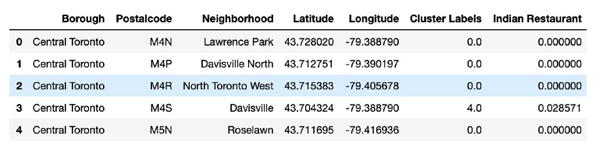 Borough Postalcode Neighborhood Latitude Longitude Cluster Labels Indian Restaurant
0 Central Toronto M4N Lawrence Park 43.728020 -79.388790 0.0 0.000000
1 Central Toronto M4P Davisville North 43.712751 -79.390197 0.0 0.000000
2 Central Toronto M4R North Toronto West 43.715383 -79.405678 0.0 0.000000
3 Central Toronto M4S Davisville 43.704324 -79.388790 4.0 0.028571
4 Central Toronto M5N Roselawn 43.711695 -79.416936 0.0 0.000000